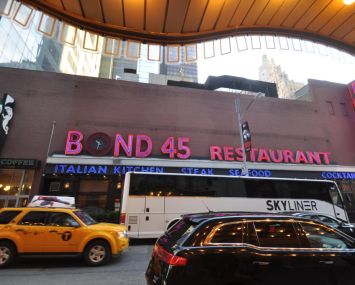 BOND 45 RESTAURANT
ITALIAN KITCHEN STEAK SEAFOOD COCKTAILS
COFFEE
SKYLINER
T